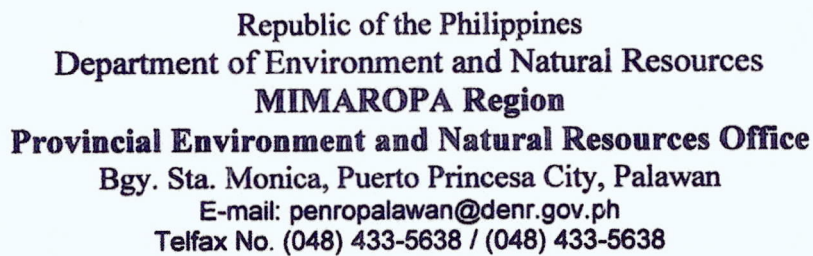 Republic of the Philippines
Department of Environment and Natural Resources
MIMAROPA Region
Provincial Environment and Natural Resources Office
Bgy. Sta. Monica, Puerto Princesa City, Palawan
E-mail: penropalawan@denr.gov.ph
Telfax No. (048) 433-5638 / (048) 433-5638